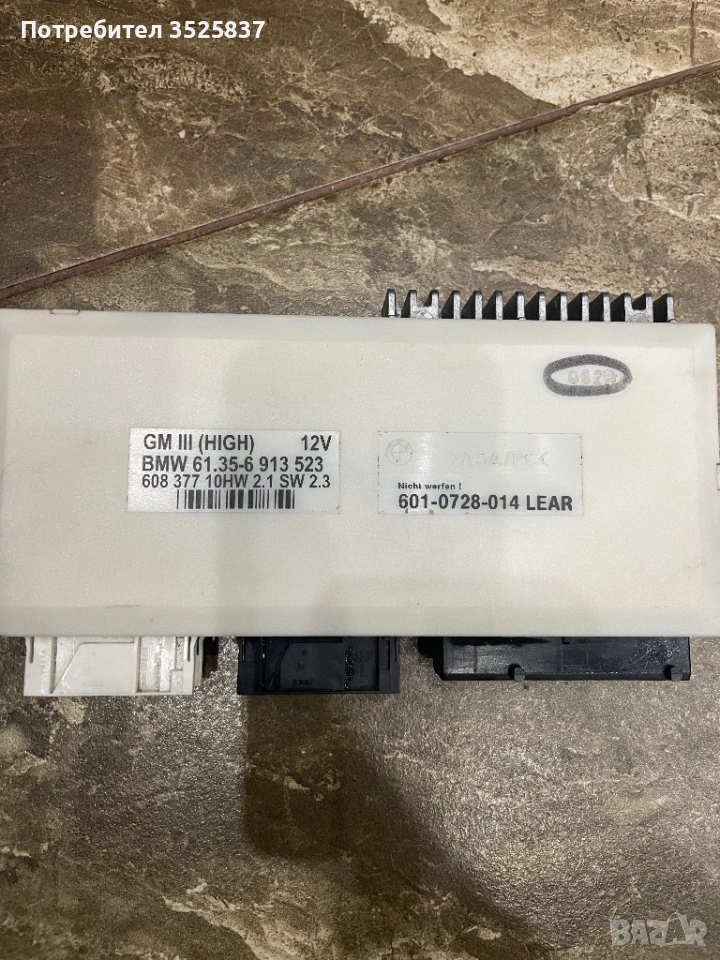 Потребител 3525837
GM III (HIGH) 12V
BMW 61.35-6 913 523
608 377 10HW 2.1 SW 2.3
Nicht werfen !
601-0728-014 LEAR
BAZAR